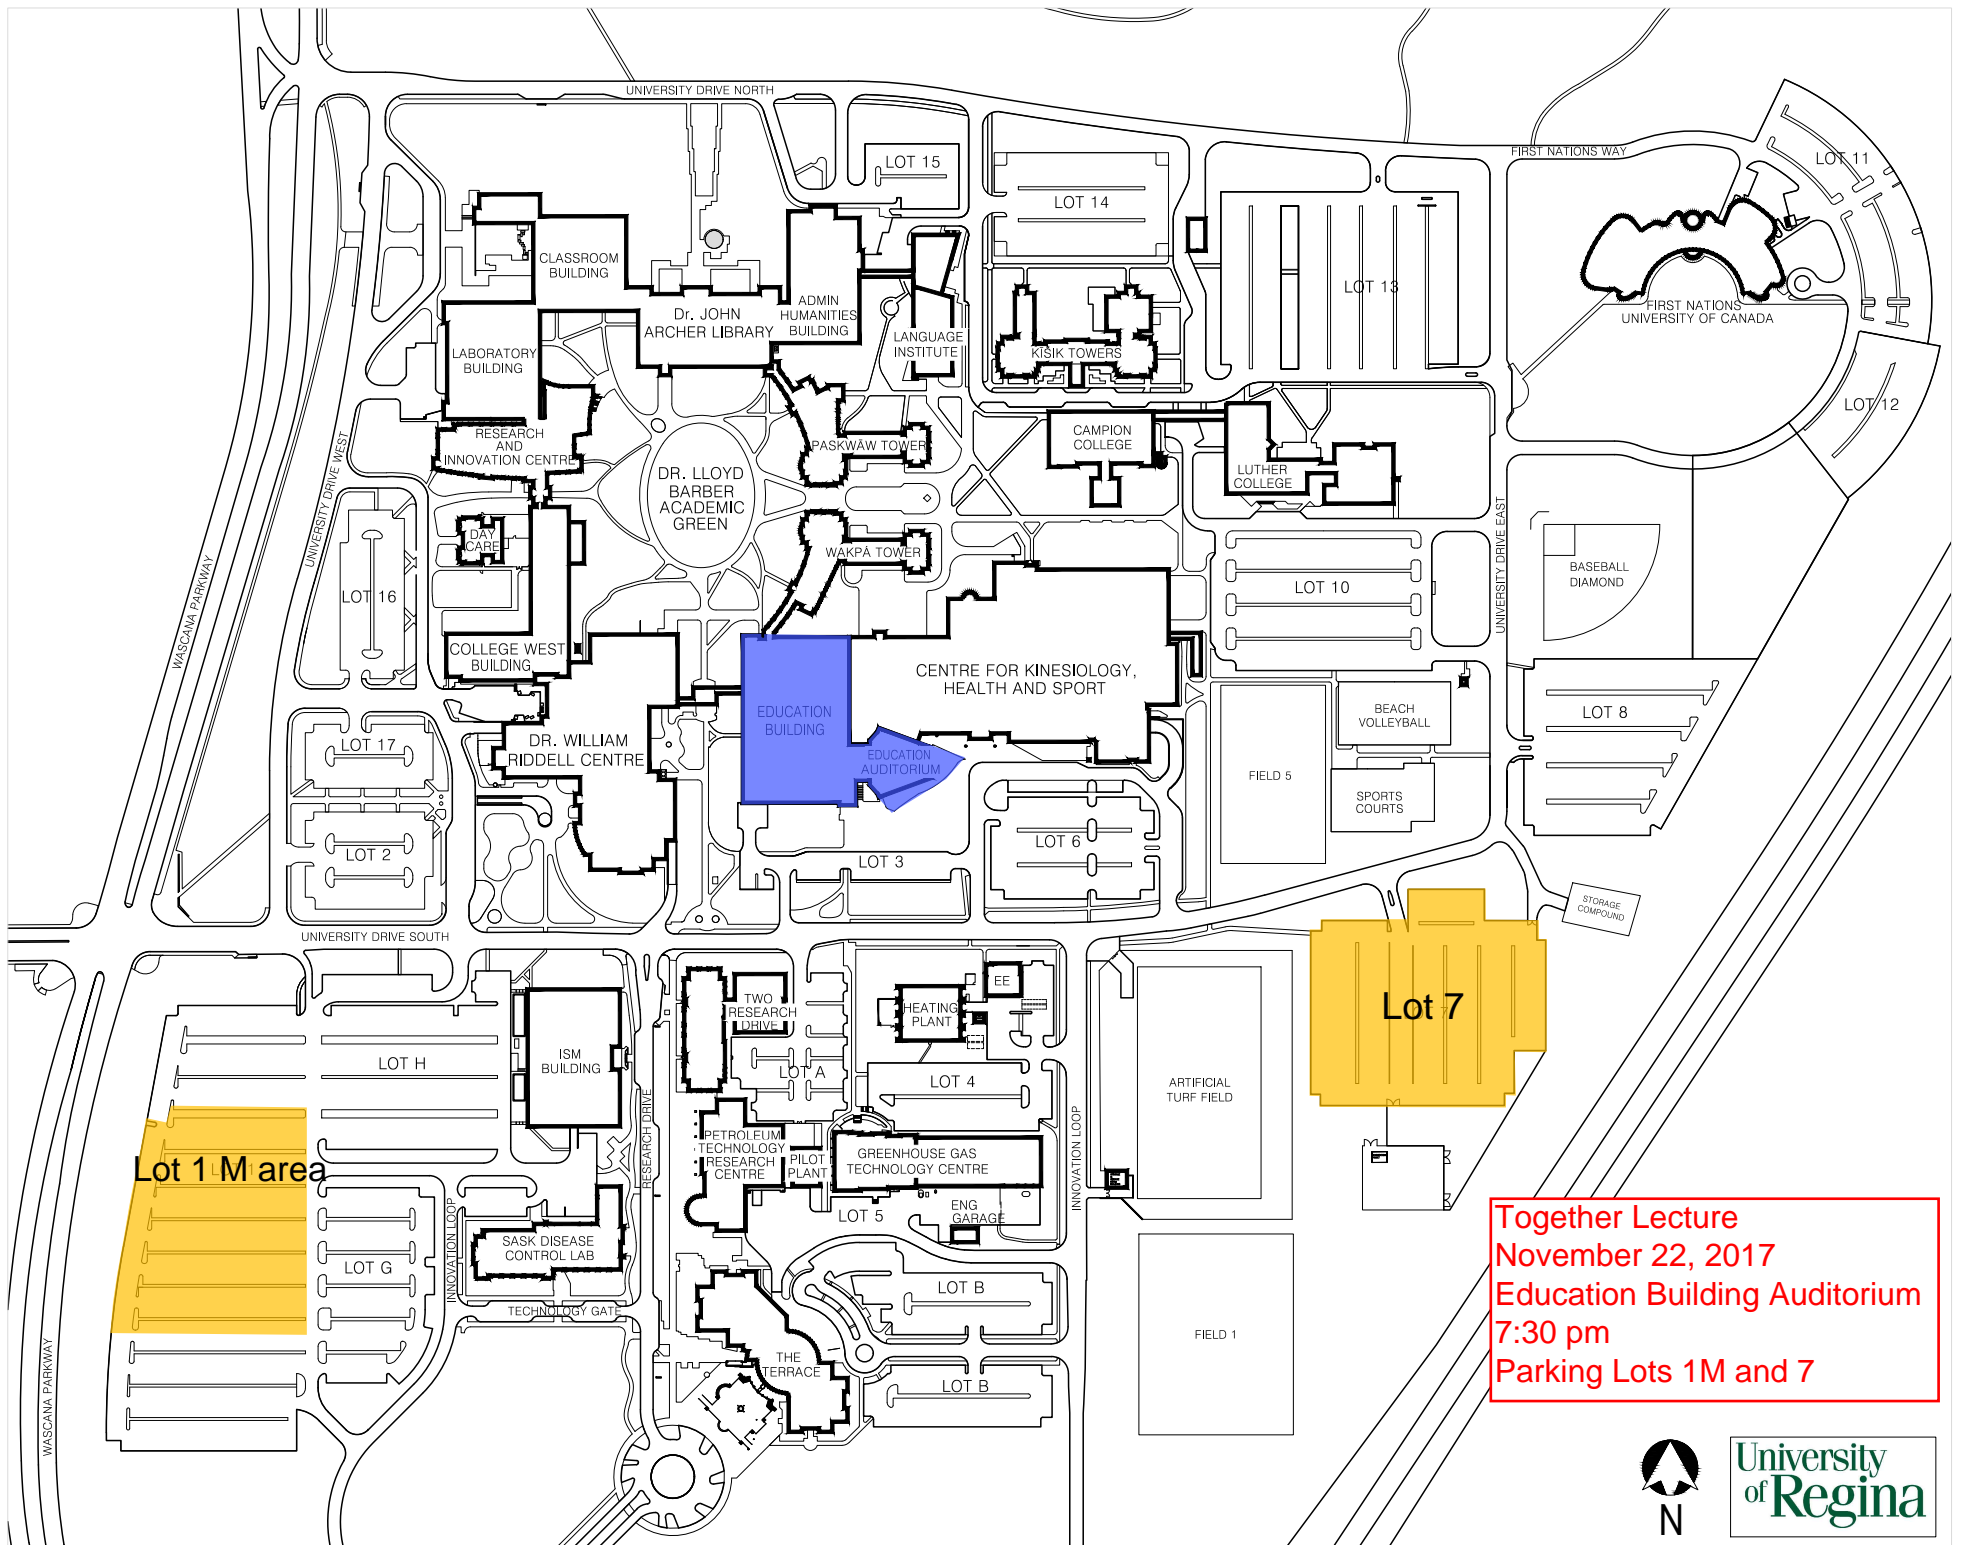 UNIVERSITY DRIVE NORTH
FIRST NATIONS WAY
LOT 15
LOT 11
LOT 14
CLASSROOM
BUILDING
LOT 13
ADMIN
HUMANITIES
BUILDING
Dr. JOHN
ARCHER LIBRARY
FIRST NATIONS
UNIVERSITY OF CANADA
LANGUAGE
INSTITUTE
KĪSIK TOWERS
LABORATORY
BUILDING
LOT 12
RESEARCH
AND
INNOVATION CENTRE
PASKWĀW TOWER
CAMPION
COLLEGE
LUTHER
COLLEGE
DR. LLOYD
BARBER
ACADEMIC
GREEN
UNIVERSITY DRIVE WEST
UNIVERSITY DRIVE EAST
WASCANA PARKWAY
DAY
CARE
WAKPĀ TOWER
LOT 16
LOT 10
BASEBALL
DIAMOND
COLLEGE WEST
BUILDING
CENTRE FOR KINESIOLOGY,
HEALTH AND SPORT
EDUCATION
BUILDING
BEACH
VOLLEYBALL
LOT 8
LOT 17
DR. WILLIAM
RIDDELL CENTRE
EDUCATION
AUDITORIUM
FIELD 5
SPORTS
COURTS
LOT 2
LOT 3
LOT 6
STORAGE
COMPOUND
UNIVERSITY DRIVE SOUTH
TWO
RESEARCH
DRIVE
HEATING
PLANT
EE
Lot 7
LOT H
ISM
BUILDING
LOT A
LOT 4
ARTIFICIAL
TURF FIELD
RESEARCH DRIVE
INNOVATION LOOP
PETROLEUM
TECHNOLOGY
RESEARCH
CENTRE
PILOT
PLANT
GREENHOUSE GAS
TECHNOLOGY CENTRE
Lot 1 M area
INNOVATION LOOP
LOT 5
ENG
GARAGE
SASK DISEASE
CONTROL LAB
LOT G
LOT B
TECHNOLOGY GATE
FIELD 1
THE
TERRACE
LOT B
WASCANA PARKWAY
Together Lecture
November 22, 2017
Education Building Auditorium
7:30 pm
Parking Lots 1M and 7
N
University
of Regina